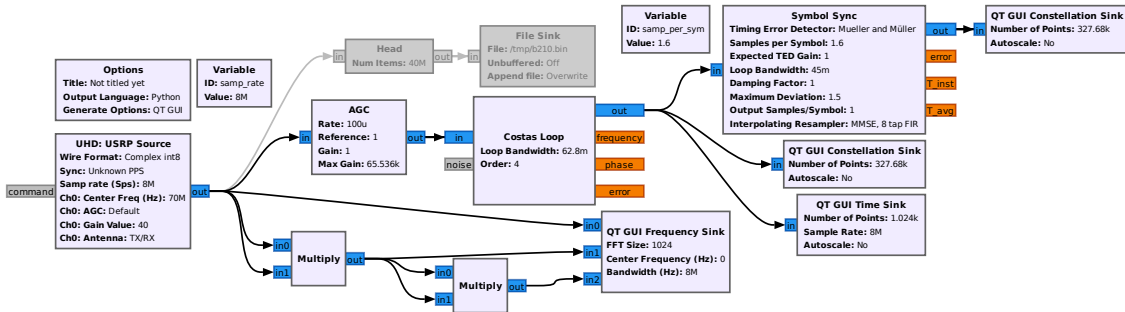 Options
Title: Not titled yet
Output Language: Python
Generate Options: QT GUI
Variable
ID: samp_rate
Value: 8M
UHD: USRP Source
Wire Format: Complex int8
Sync: Unknown PPS
Samp rate (Sps): 8M
Ch0: Center Freq (Hz): 70M
Ch0: AGC: Default
Ch0: Gain Value: 40
Ch0: Antenna: TX/RX
command
out
Head
Num Items: 40M
in
out
File Sink
File: /tmp/b210.bin
Unbuffered: Off
Append file: Overwrite
in
AGC
Rate: 100u
Reference: 1
Gain: 1
Max Gain: 65.536k
in
out
Costas Loop
Loop Bandwidth: 62.8m
Order: 4
in
noise
out
frequency
phase
error
Variable
ID: samp_per_sym
Value: 1.6
Symbol Sync
Timing Error Detector: Mueller and Müller
Samples per Symbol: 1.6
Expected TED Gain: 1
Loop Bandwidth: 45m
Damping Factor: 1
Maximum Deviation: 1.5
Output Samples/Symbol: 1
Interpolating Resampler: MMSE, 8 tap FIR
in
out
error
T_inst
T_avg
QT GUI Constellation Sink
Number of Points: 327.68k
Autoscale: No
in
QT GUI Constellation Sink
Number of Points: 327.68k
Autoscale: No
in
QT GUI Time Sink
Number of Points: 1.024k
Sample Rate: 8M
Autoscale: No
in
QT GUI Frequency Sink
FFT Size: 1024
Center Frequency (Hz): 0
Bandwidth (Hz): 8M
in0
in1
in2
Multiply
in0
in1
out
Multiply
in0
in1
out